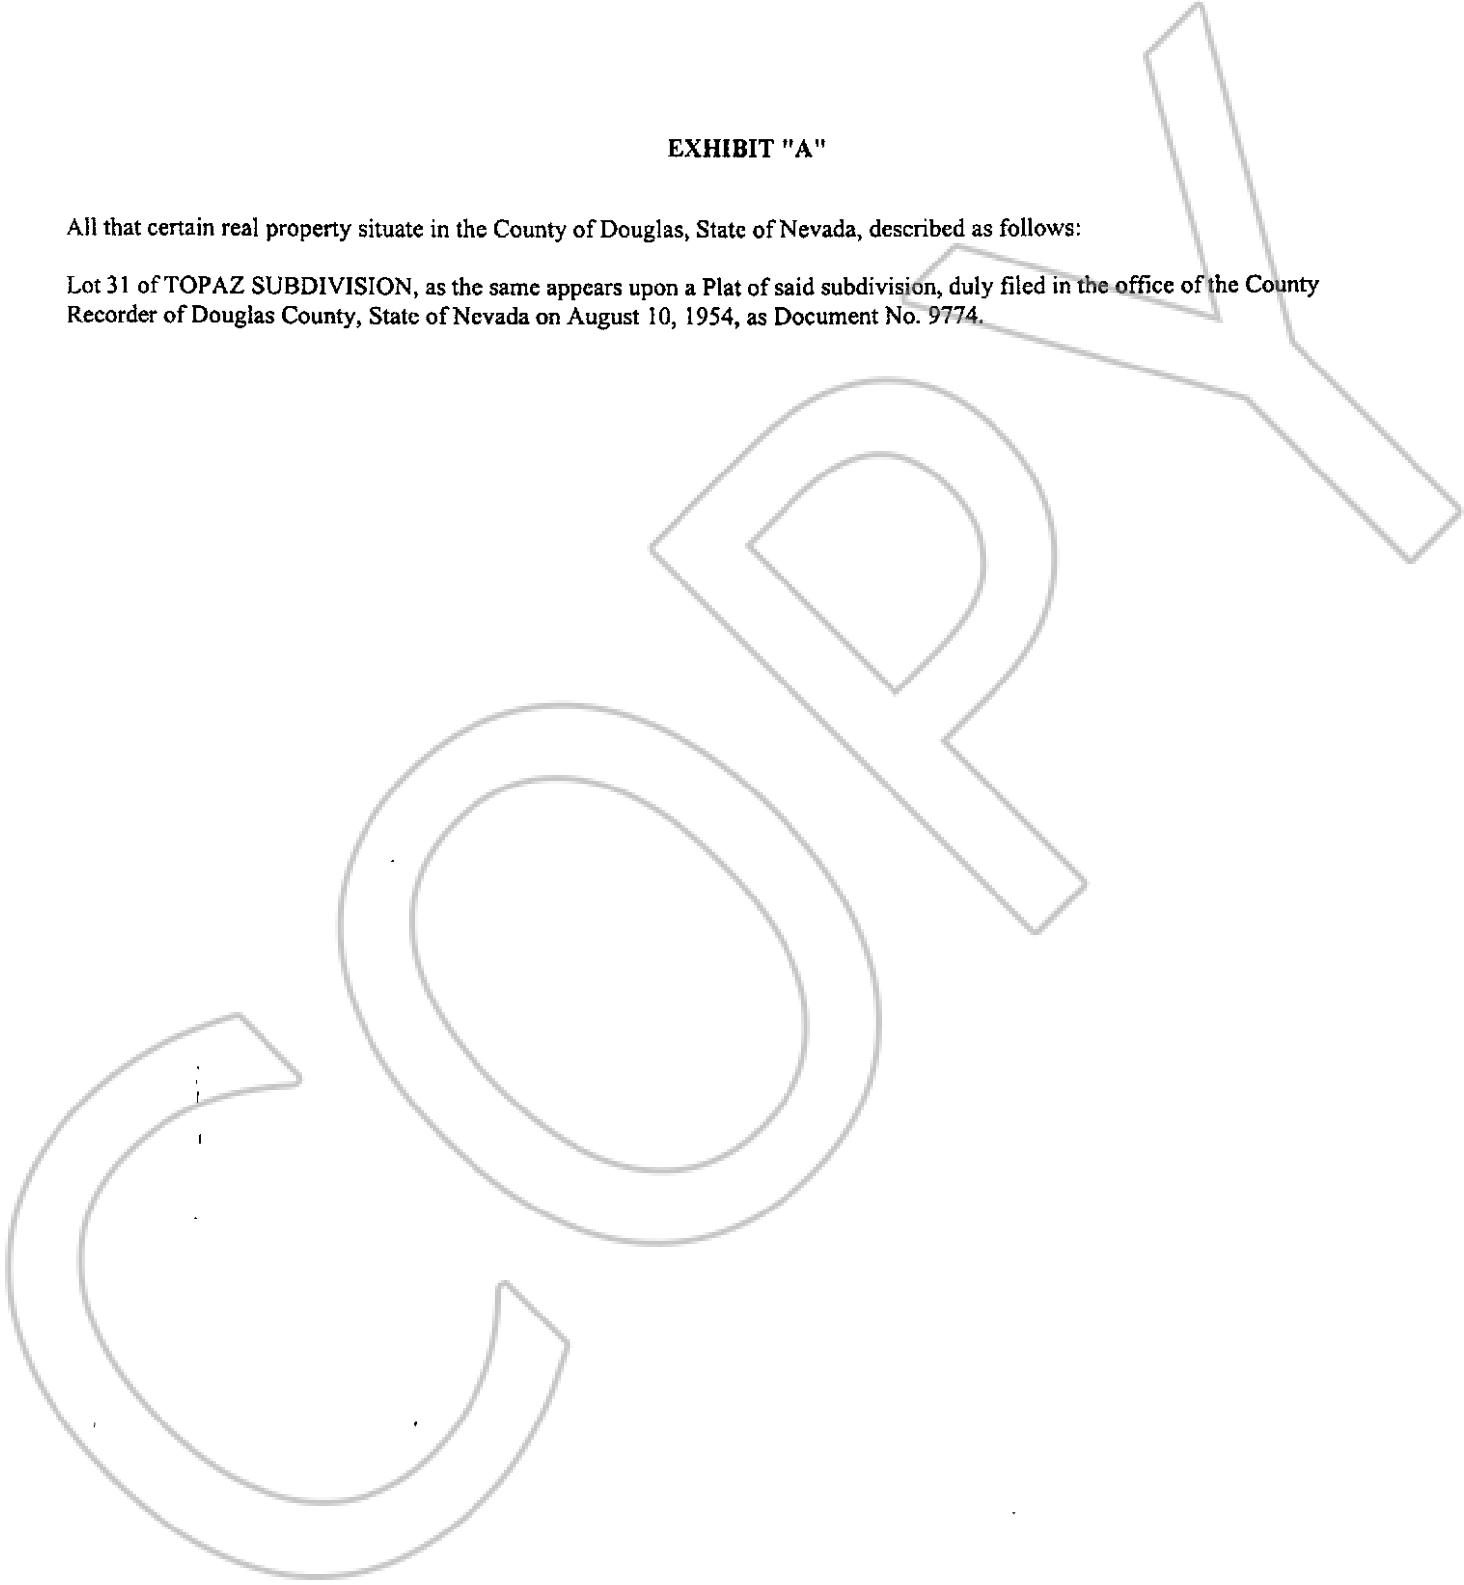 EXHIBIT "A"
All that certain real property situate in the County of Douglas, State of Nevada, described as follows:
Lot 31 of TOPAZ SUBDIVISION, as the same appears upon a Plat of said subdivision, duly filed in the office of the County
Recorder of Douglas County, State of Nevada on August 10, 1954, as Document No. 9774.
COPY